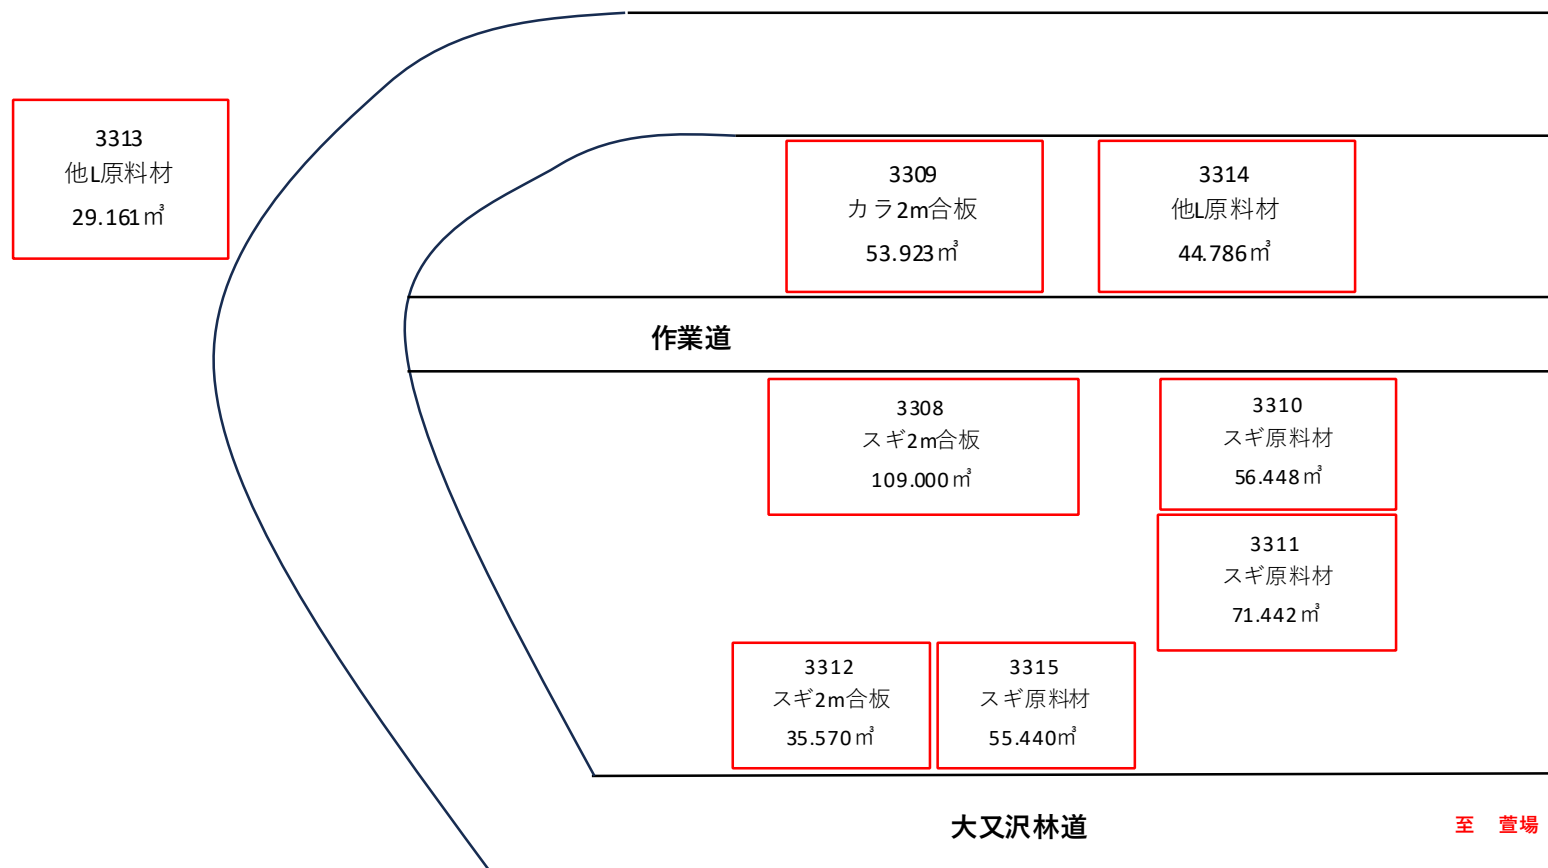 3313
他L原料材
29.161㎥
3309
カラ2m合板
53.923㎥
3314
他L原料材
44.786㎥
作業道
3308
スギ2m合板
109.000㎥
3310
スギ原料材
56.448㎥
3311
スギ原料材
71.442㎥
3312
スギ2m合板
35.570㎥
3315
スギ原料材
55.440㎥
大又沢林道
至　萱場